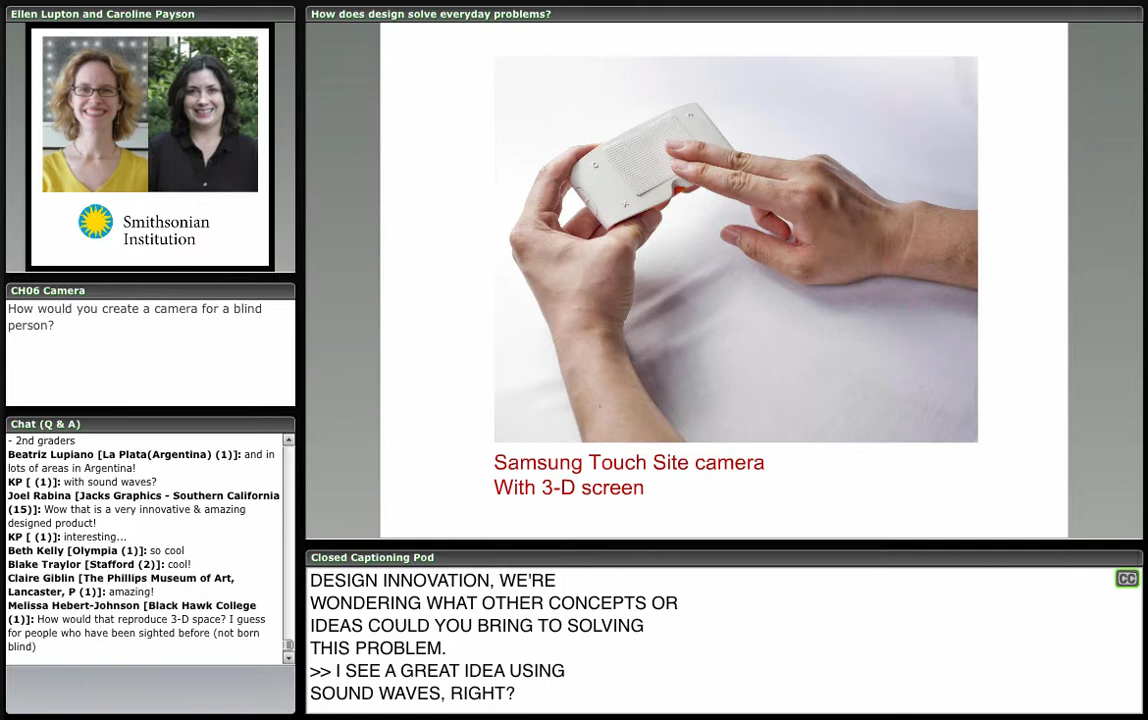 Ellen Lupton and Caroline Payson
Smithsonian
Institution
CH06 Camera
How would you create a camera for a blind
person?
Chat (Q & A)
- 2nd graders
Beatriz Lupiano [La Plata(Argentina) (1)]: and in
lots of areas in Argentina!
KP [ (1)]: with sound waves?
Joel Rabina [Jacks Graphics - Southern California
(15)]: Wow that is a very innovative & amazing
designed product!
KP [ (1)]: interesting...
Beth Kelly [Olympia (1)]: so cool
Blake Traylor [Stafford (2)]: cool!
Claire Giblin [The Phillips Museum of Art,
Lancaster, P (1)]: amazing!
Melissa Hebert-Johnson [Black Hawk College
(1)]: How would that reproduce 3-D space? I guess
for people who have been sighted before (not born
blind)
How does design solve everyday problems?
Samsung Touch Site camera
With 3-D screen
Closed Captioning Pod
CC
DESIGN INNOVATION, WE'RE
WONDERING WHAT OTHER CONCEPTS OR
IDEAS COULD YOU BRING TO SOLVING
THIS PROBLEM.
>> I SEE A GREAT IDEA USING
SOUND WAVES, RIGHT?